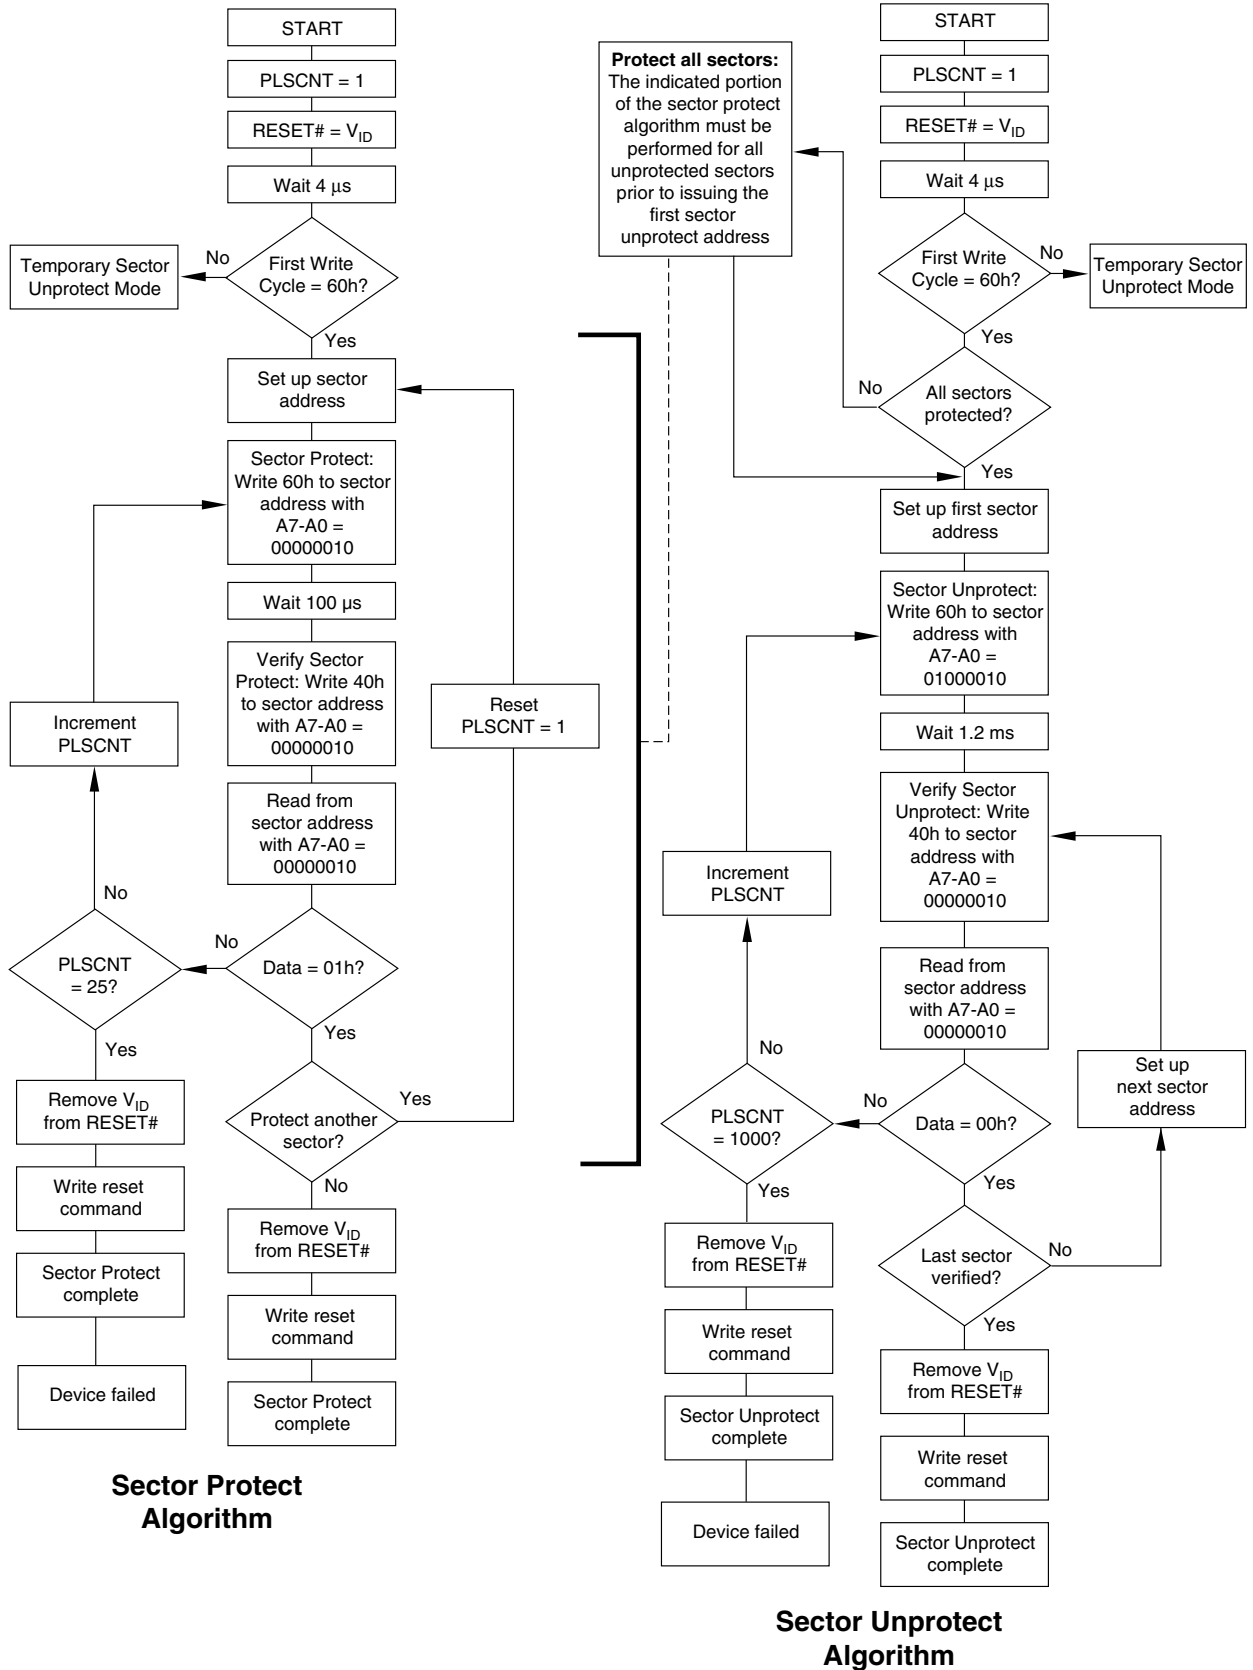 START
PLSCNT = 1
RESET# = VID
Wait 4 μs
First Write
Cycle = 60h?
No
Temporary Sector
Unprotect Mode
Yes
Set up sector
address
Sector Protect:
Write 60h to sector
address with
A7-A0 =
00000010
Wait 100 µs
Verify Sector
Protect: Write 40h
to sector address
with A7-A0 =
00000010
Read from
sector address
with A7-A0 =
00000010
Data = 01h?
No
PLSCNT
= 25?
No
Increment
PLSCNT
Yes
Remove VID
from RESET#
Write reset
command
Sector Protect
complete
Device failed
Yes
Protect another
sector?
Yes
Reset
PLSCNT = 1
No
Remove VID
from RESET#
Write reset
command
Sector Protect
complete
Sector Protect
Algorithm
Protect all sectors:
The indicated portion
of the sector protect
algorithm must be
performed for all
unprotected sectors
prior to issuing the
first sector
unprotect address
START
PLSCNT = 1
RESET# = VID
Wait 4 μs
First Write
Cycle = 60h?
No
Temporary Sector
Unprotect Mode
Yes
All sectors
protected?
No
Yes
Set up first sector
address
Sector Unprotect:
Write 60h to sector
address with
A7-A0 =
01000010
Wait 1.2 ms
Verify Sector
Unprotect: Write
40h to sector
address with
A7-A0 =
00000010
Read from
sector address
with A7-A0 =
00000010
Data = 00h?
No
PLSCNT
= 1000?
No
Increment
PLSCNT
Yes
Remove VID
from RESET#
Write reset
command
Sector Unprotect
complete
Device failed
Yes
Last sector
verified?
No
Set up
next sector
address
Yes
Remove VID
from RESET#
Write reset
command
Sector Unprotect
complete
Sector Unprotect
Algorithm